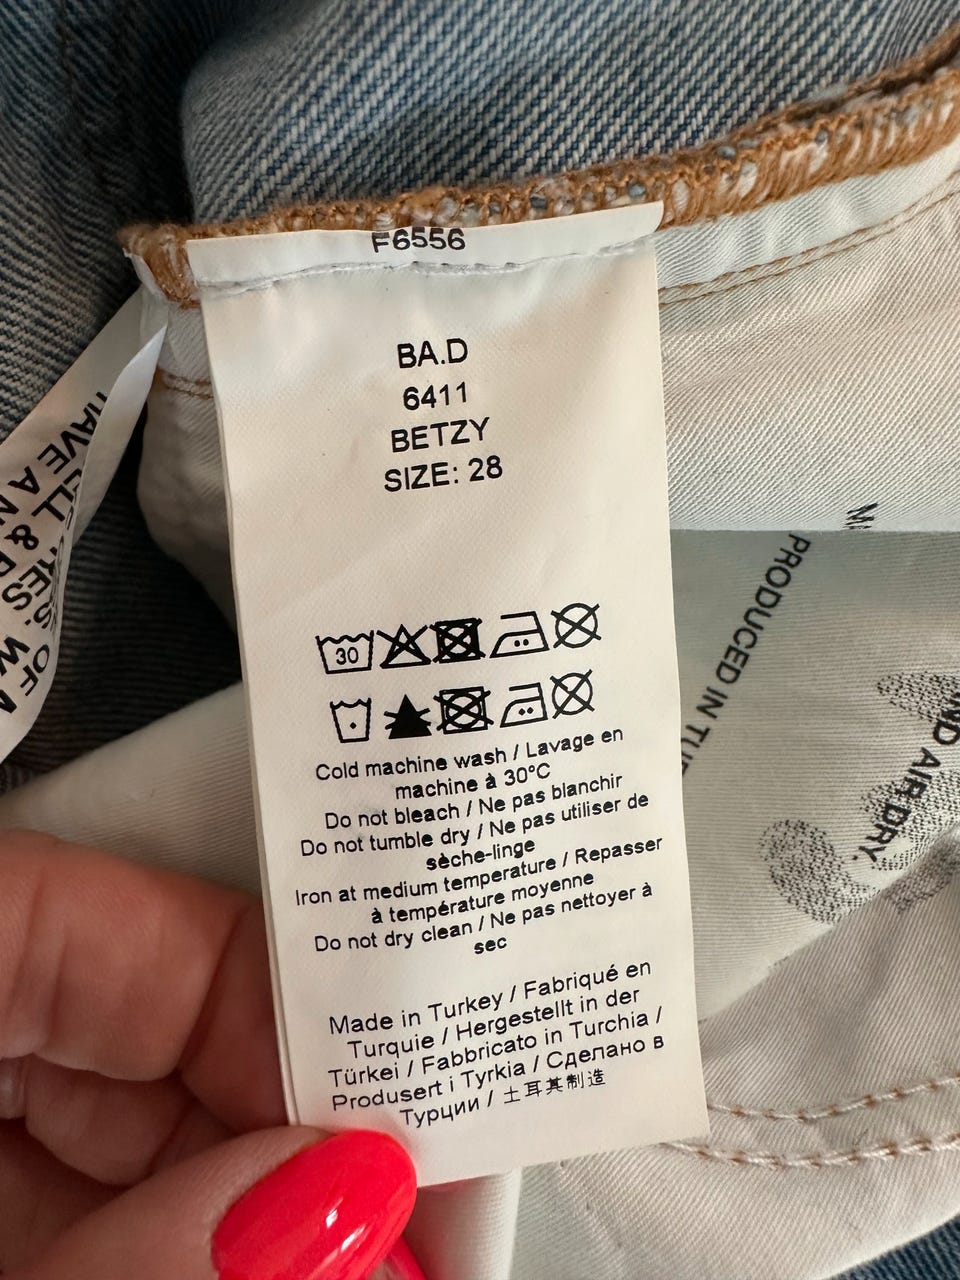 F6556
BA.D
6411
BETZY
SIZE: 28
30
Cold machine wash / Lavage en
machine à 30°C
Do not bleach / Ne pas blanchir
Do not tumble dry / Ne pas utiliser de
sèche-linge
Iron at medium temperature / Repasser
à température moyenne
Do not dry clean / Ne pas nettoyer à
sec
Made in Turkey / Fabriqué en
Turquie / Hergestellt in der
Türkei / Fabbricato in Turchia /
Produsert i Tyrkia / Сделано в
Турции / 土耳其制造
HAVE A
&
OF
PRODUCED IN
AIR DRY.